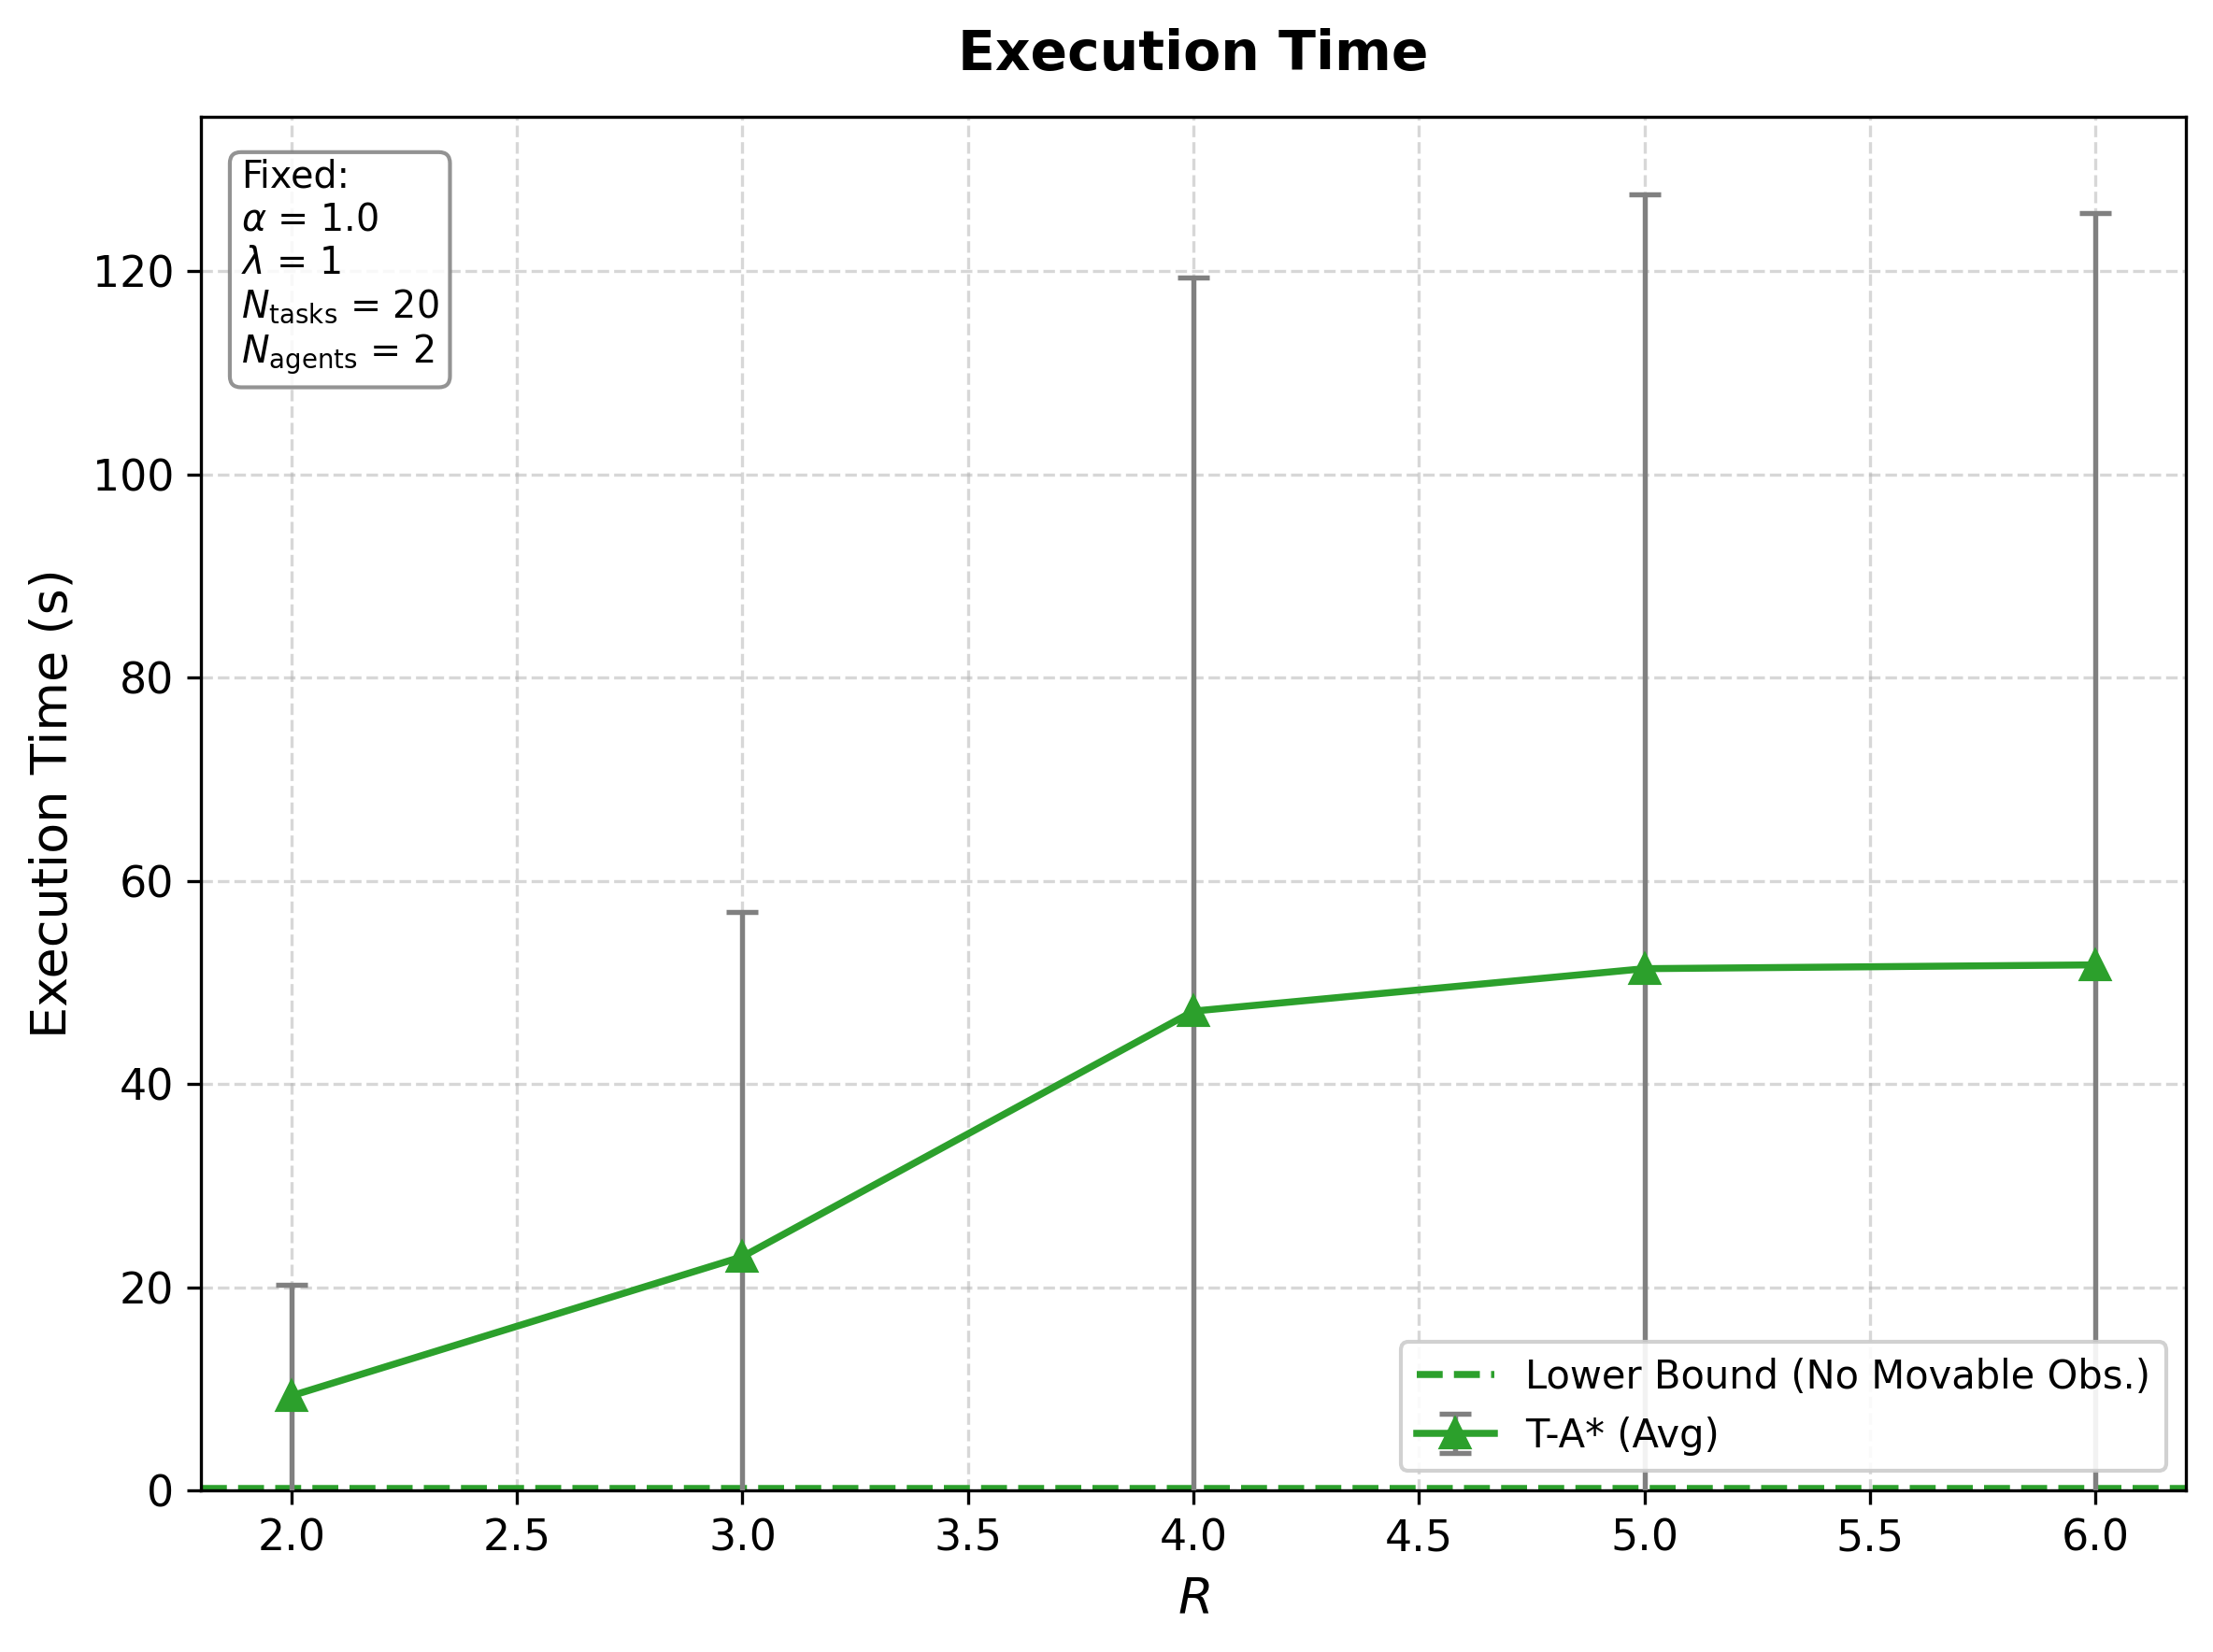 Execution Time
Fixed:
α = 1.0
λ = 1
N_tasks = 20
N_agents = 2
Execution Time (s)
120
100
80
60
40
20
0
Lower Bound (No Movable Obs.)
T-A* (Avg)
2.0 2.5 3.0 3.5 4.0 4.5 5.0 5.5 6.0
R